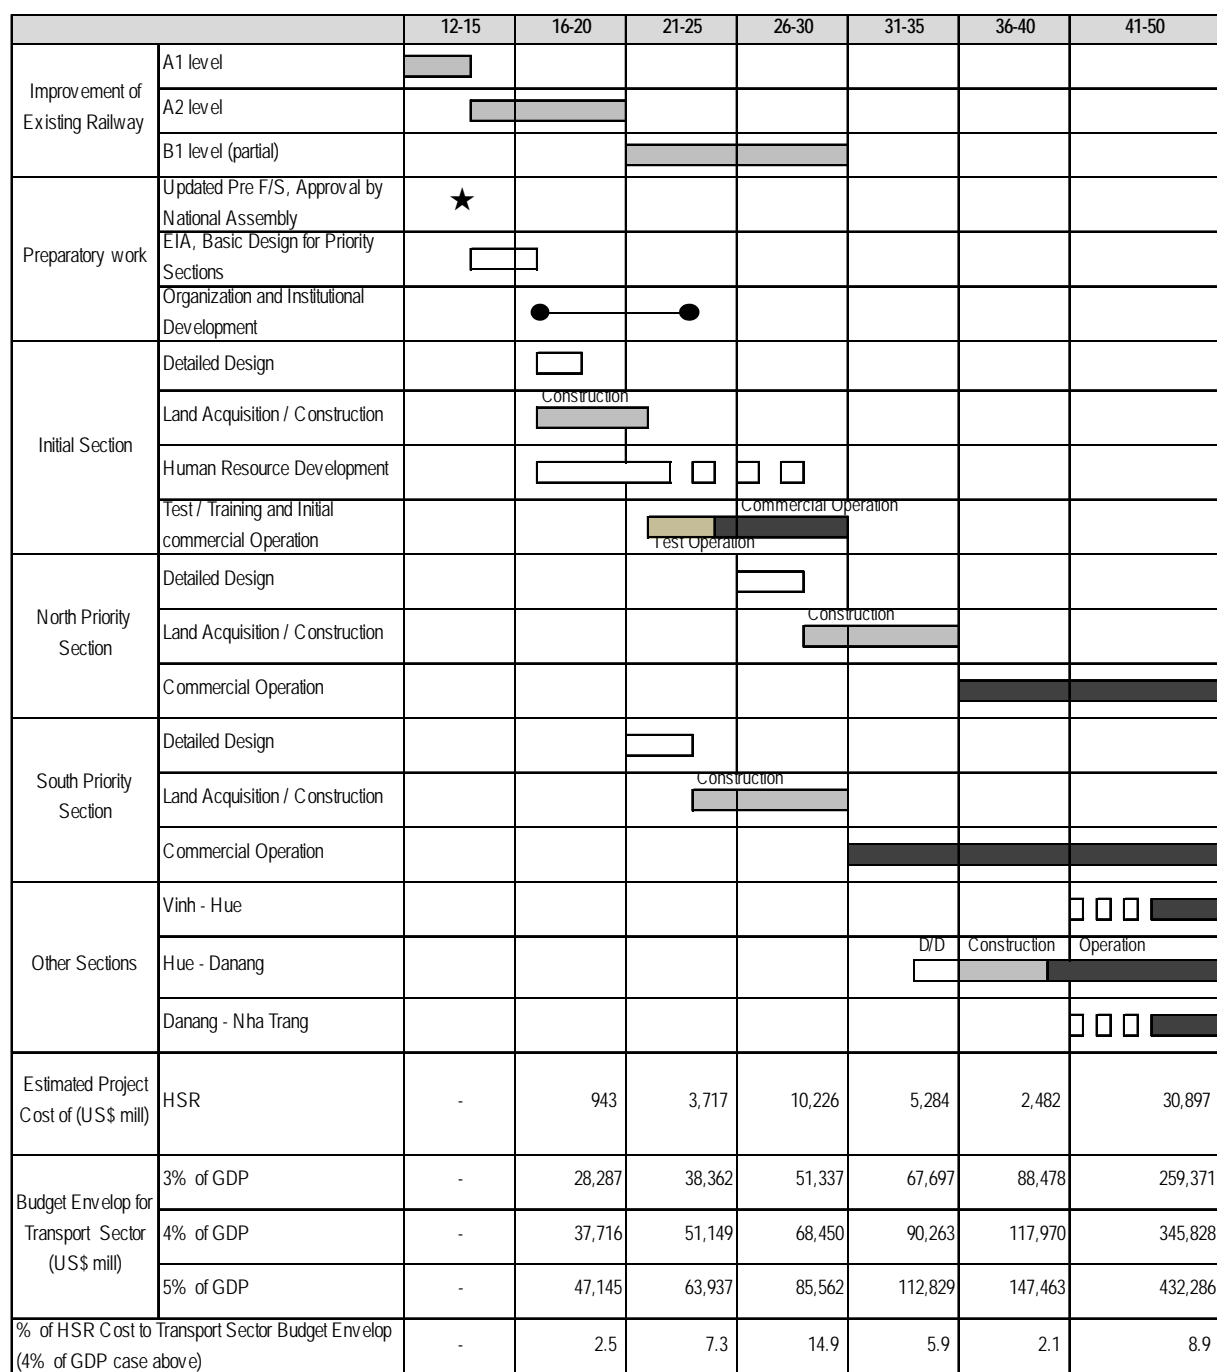 12-15 16-20 21-25 26-30 31-35 36-40 41-50
Improvement of
Existing Railway
A1 level
A2 level
B1 level (partial)
Preparatory work
Updated Pre F/S, Approval by
National Assembly
EIA, Basic Design for Priority
Sections
Organization and Institutional
Development
Initial Section
Detailed Design
Land Acquisition / Construction
Construction
Human Resource Development
Test / Training and Initial
commercial Operation
Commercial Operation
Test Operation
North Priority
Section
Detailed Design
Land Acquisition / Construction
Construction
Commercial Operation
South Priority
Section
Detailed Design
Land Acquisition / Construction
Construction
Commercial Operation
Other Sections
Vinh - Hue
Hue - Danang
D/D Construction Operation
Danang - Nha Trang
Estimated Project
Cost of (US$ mill)
HSR - 943 3,717 10,226 5,284 2,482 30,897
Budget Envelop for
Transport Sector
(US$ mill)
3% of GDP - 28,287 38,362 51,337 67,697 88,478 259,371
4% of GDP - 37,716 51,149 68,450 90,263 117,970 345,828
5% of GDP - 47,145 63,937 85,562 112,829 147,463 432,286
% of HSR Cost to Transport Sector Budget Envelop
(4% of GDP case above)
- 2.5 7.3 14.9 5.9 2.1 8.9